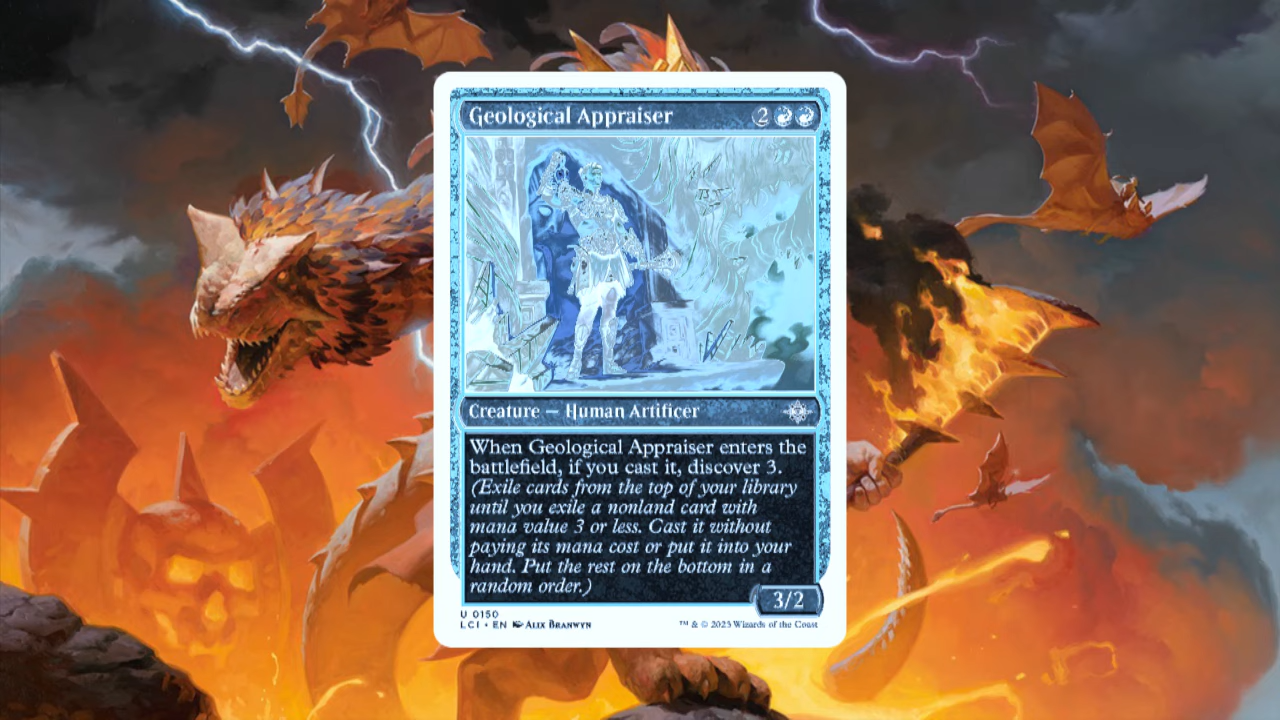 Geological Appraiser 2
Creature — Human Artificer
When Geological Appraiser enters the
battlefield, if you cast it, discover 3.
(Exile cards from the top of your library
until you exile a nonland card with
mana value 3 or less. Cast it without
paying its mana cost or put it into your
hand. Put the rest on the bottom in a
random order.)
3/2
U 0150
LCI • EN Alix Branwyn
™ & © 2023 Wizards of the Coast